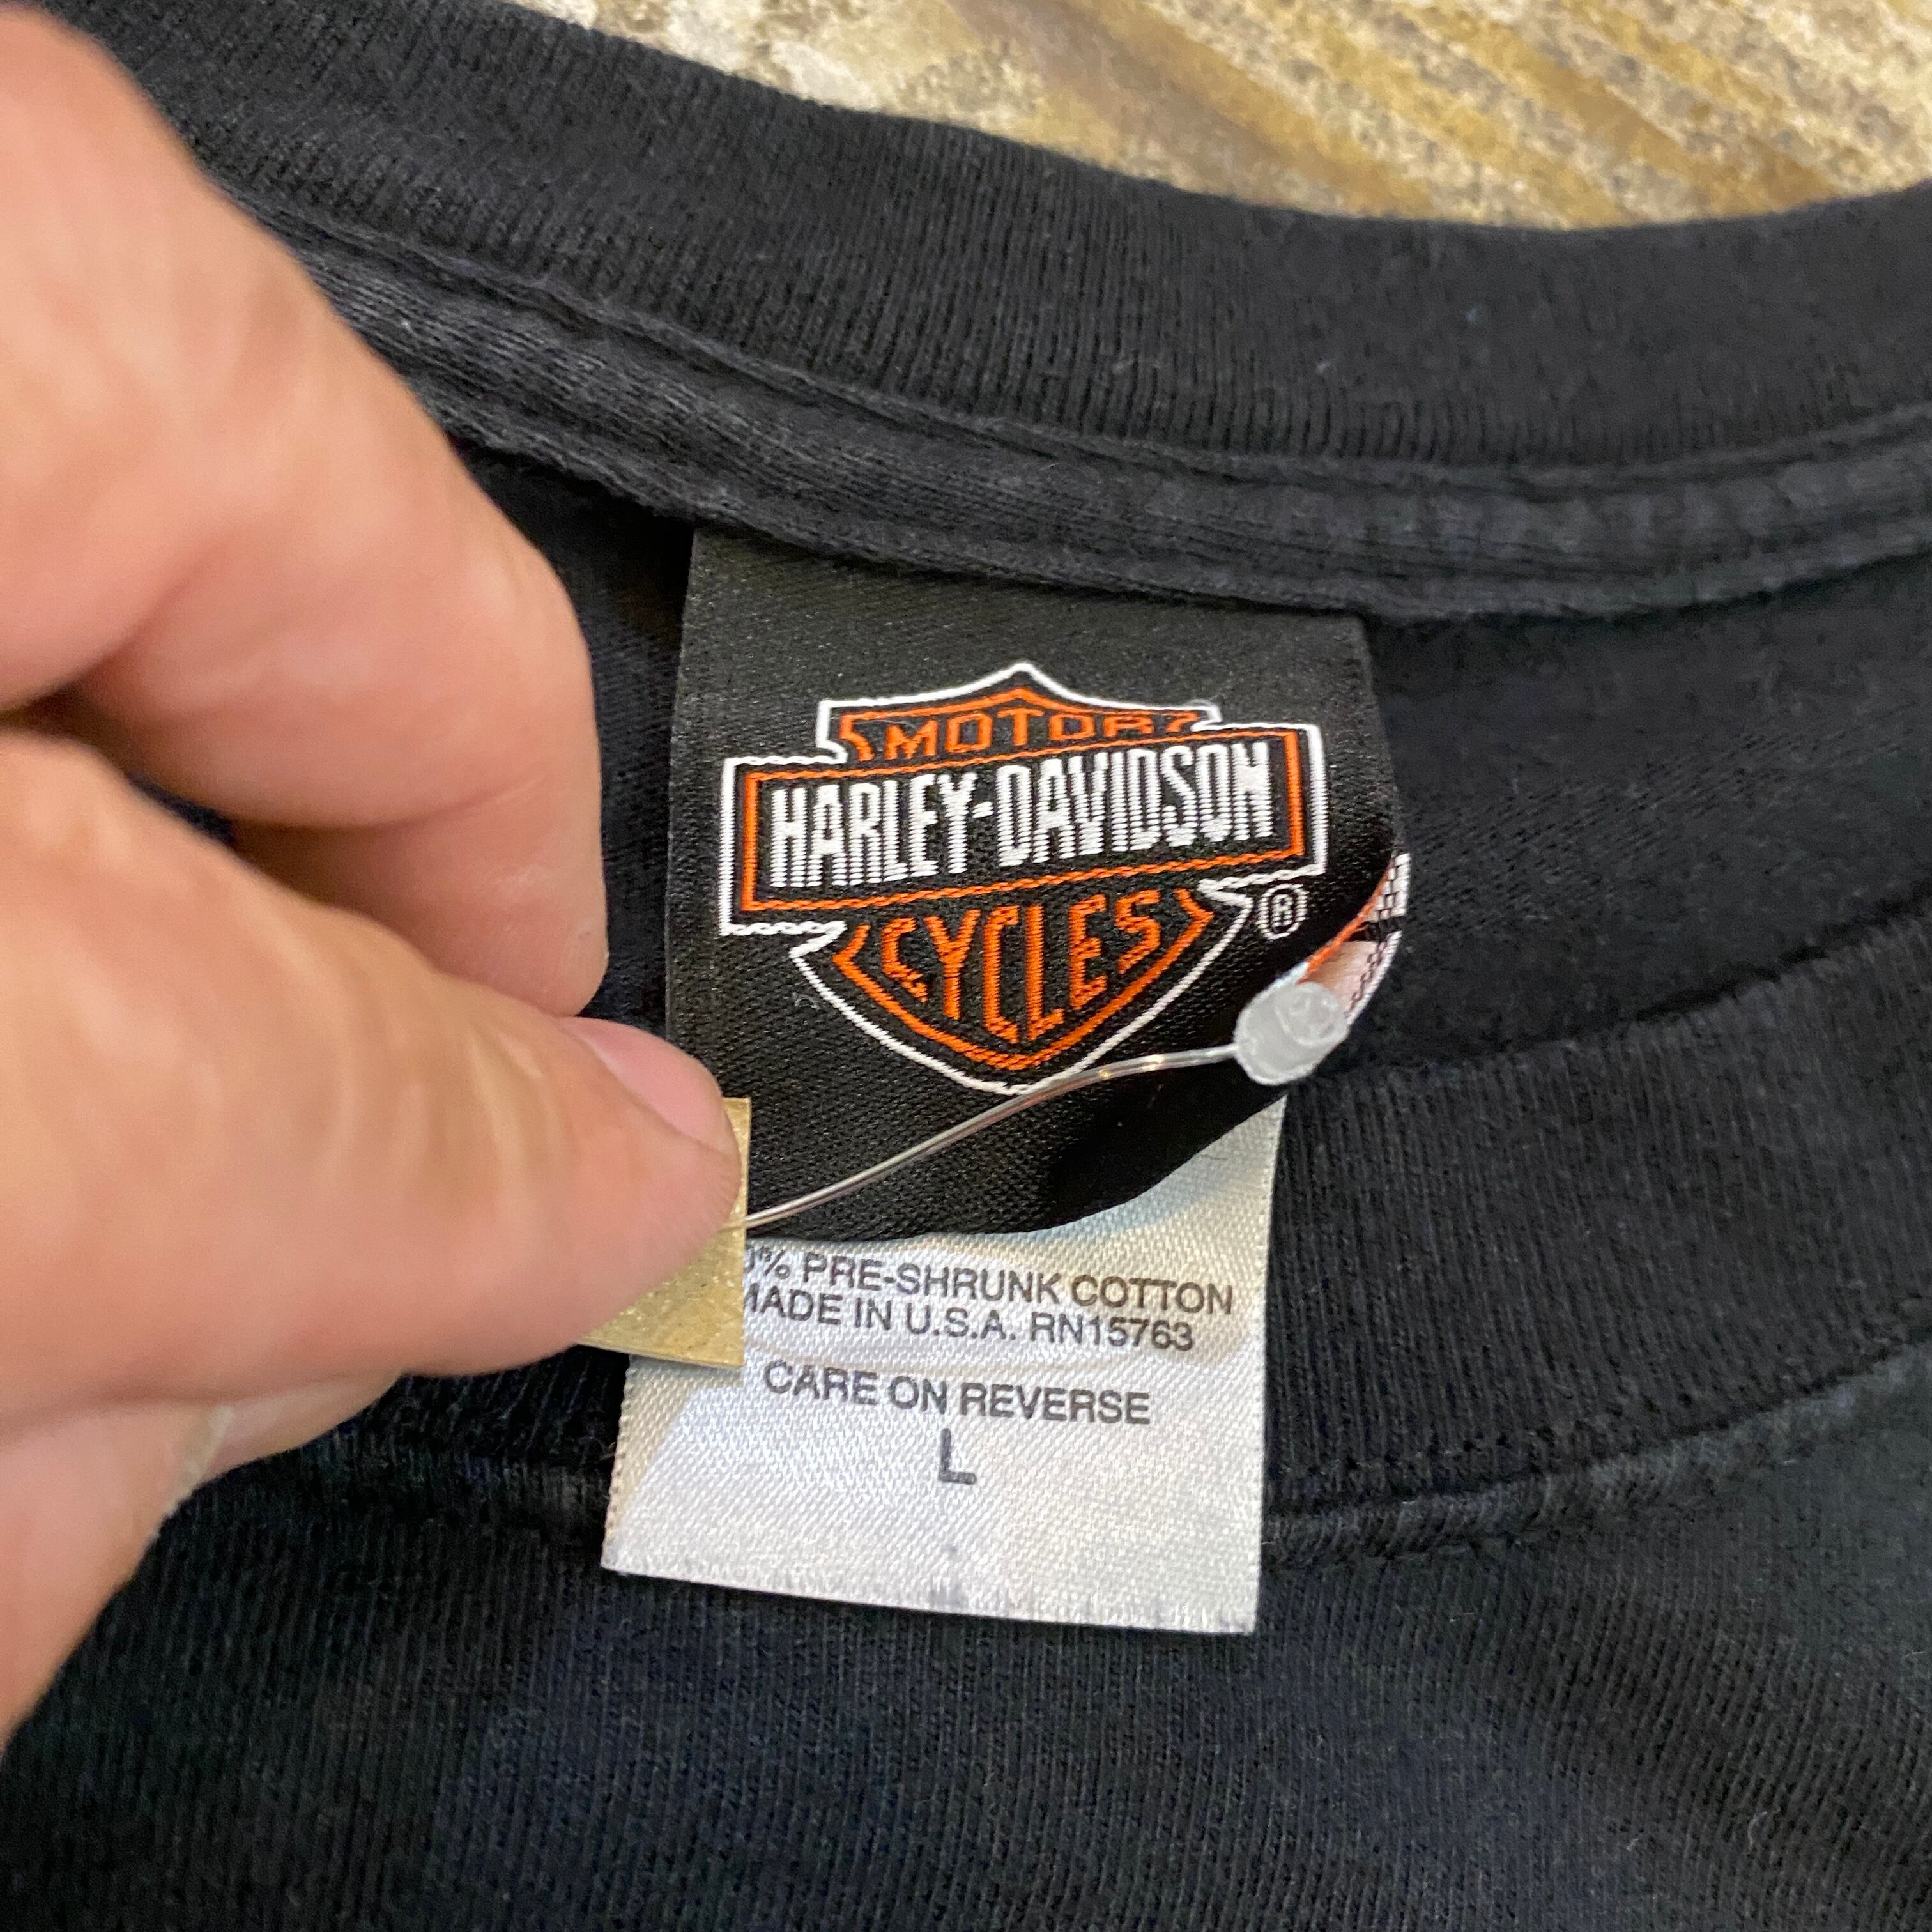 MOTOR
HARLEY-DAVIDSON
CYCLES
®
% PRE-SHRUNK COTTON
MADE IN U.S.A. RN15763
CARE ON REVERSE
L